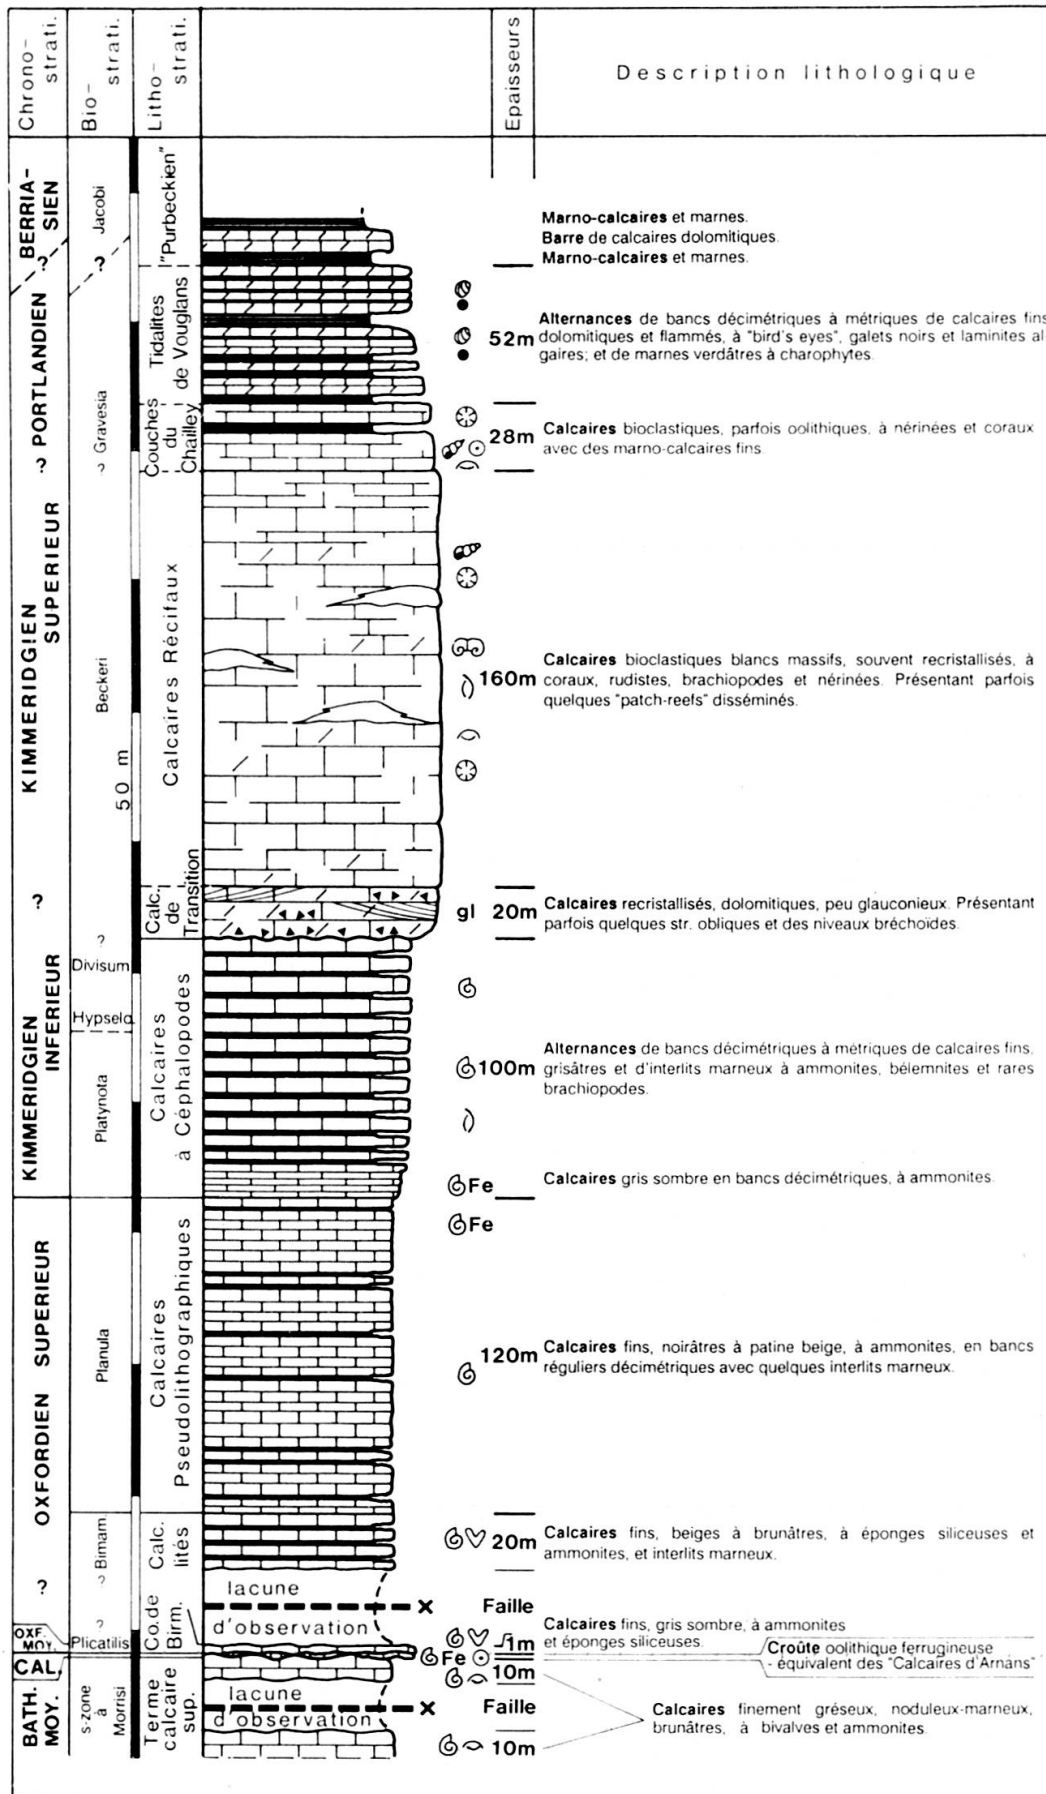 Chrono-
strati.
Bio-
strati.
Litho-
strati.
Epaisseurs
Description lithologique
BERRIA-
SIEN
Jacobi
"Purbeckien"
Marno-calcaires et marnes.
Barre de calcaires dolomitiques.
Marno-calcaires et marnes.
?
?
PORTLANDIEN
Gravesia
Tidalites
de Vouglans
52m
Alternances de bancs décimétriques à métriques de calcaires fins
dolomitiques et flammés, à "bird's eyes", galets noirs et laminites al-
gaires; et de marnes verdâtres à charophytes.
Couches
du
Chailley
28m
Calcaires bioclastiques, parfois oolithiques, à nérinées et coraux
avec des marno-calcaires fins.
?
?
KIMMERIDGIEN
SUPERIEUR
Beckeri
50 m
Calcaires Récifaux
160m
Calcaires bioclastiques blancs massifs, souvent recristallisés, à
coraux, rudistes, brachiopodes et nérinées. Présentant parfois
quelques "patch-reefs" disséminés.
?
?
Calc.
de
Transition
gl
20m
Calcaires recristallisés, dolomitiques, peu glauconieux. Présentant
parfois quelques str. obliques et des niveaux bréchoïdes.
KIMMERIDGIEN
INFERIEUR
Divisum
Hypselo
Platynota
Calcaires
à Céphalopodes
100m
Alternances de bancs décimétriques à métriques de calcaires fins,
grisâtres et d'interlits marneux à ammonites, bélemnites et rares
brachiopodes.
Fe
Calcaires gris sombre en bancs décimétriques, à ammonites.
Fe
OXFORDIEN SUPERIEUR
Planula
Calcaires
Pseudolithographiques
120m
Calcaires fins, noirâtres à patine beige, à ammonites, en bancs
réguliers décimétriques avec quelques interlits marneux.
? Bimam.
Calc.
lités
20m
Calcaires fins, beiges à brunâtres, à éponges siliceuses et
ammonites, et interlits marneux.
?
?
Co.de
Birm.
lacune
d'observation
x
Faille
OXF.
MOY.
Plicatilis
1m
Calcaires fins, gris sombre, à ammonites
et éponges siliceuses.
Fe
Croûte oolithique ferrugineuse
- équivalent des "Calcaires d'Arnans"
CAL.
10m
BATH.
MOY.
s-zone
à
Morrisi
Terme
calcaire
sup.
lacune
d'observation
x
Faille
Calcaires finement gréseux, noduleux-marneux,
brunâtres, à bivalves et ammonites.
10m